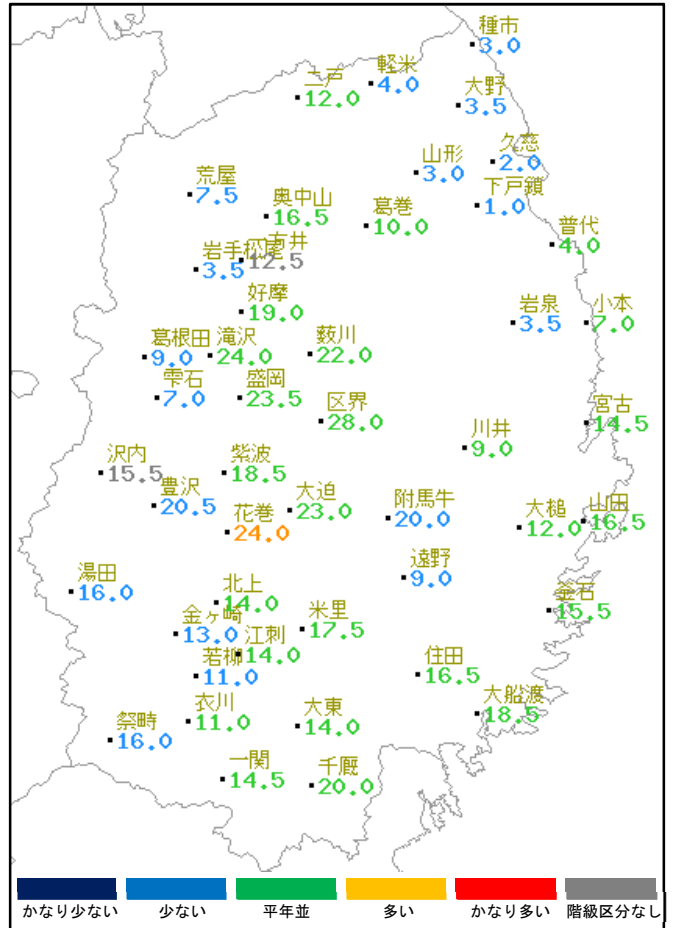 種市
3.0
軽米
4.0
二戸
12.0
大野
3.5
久慈
2.0
山形
3.0
荒屋
7.5
下戸鎖
1.0
奥中山
16.5
葛巻
10.0
普代
4.0
岩手松尾
3.5
一方井
12.5
好摩
19.0
岩泉
3.5
小本
7.0
葛根田
9.0
滝沢
24.0
薮川
22.0
雫石
7.0
盛岡
23.5
区界
28.0
宮古
14.5
川井
9.0
沢内
15.5
紫波
18.5
豊沢
20.5
大迫
23.0
花巻
24.0
附馬牛
20.0
大槌
12.0
山田
16.5
湯田
16.0
遠野
9.0
北上
14.0
釜石
15.5
金ヶ崎
13.0
米里
17.5
江刺
14.0
若柳
11.0
住田
16.5
衣川
11.0
大東
14.0
大船渡
18.5
祭畤
16.0
一関
14.5
千厩
20.0
かなり少ない 少ない 平年並 多い かなり多い 階級区分なし